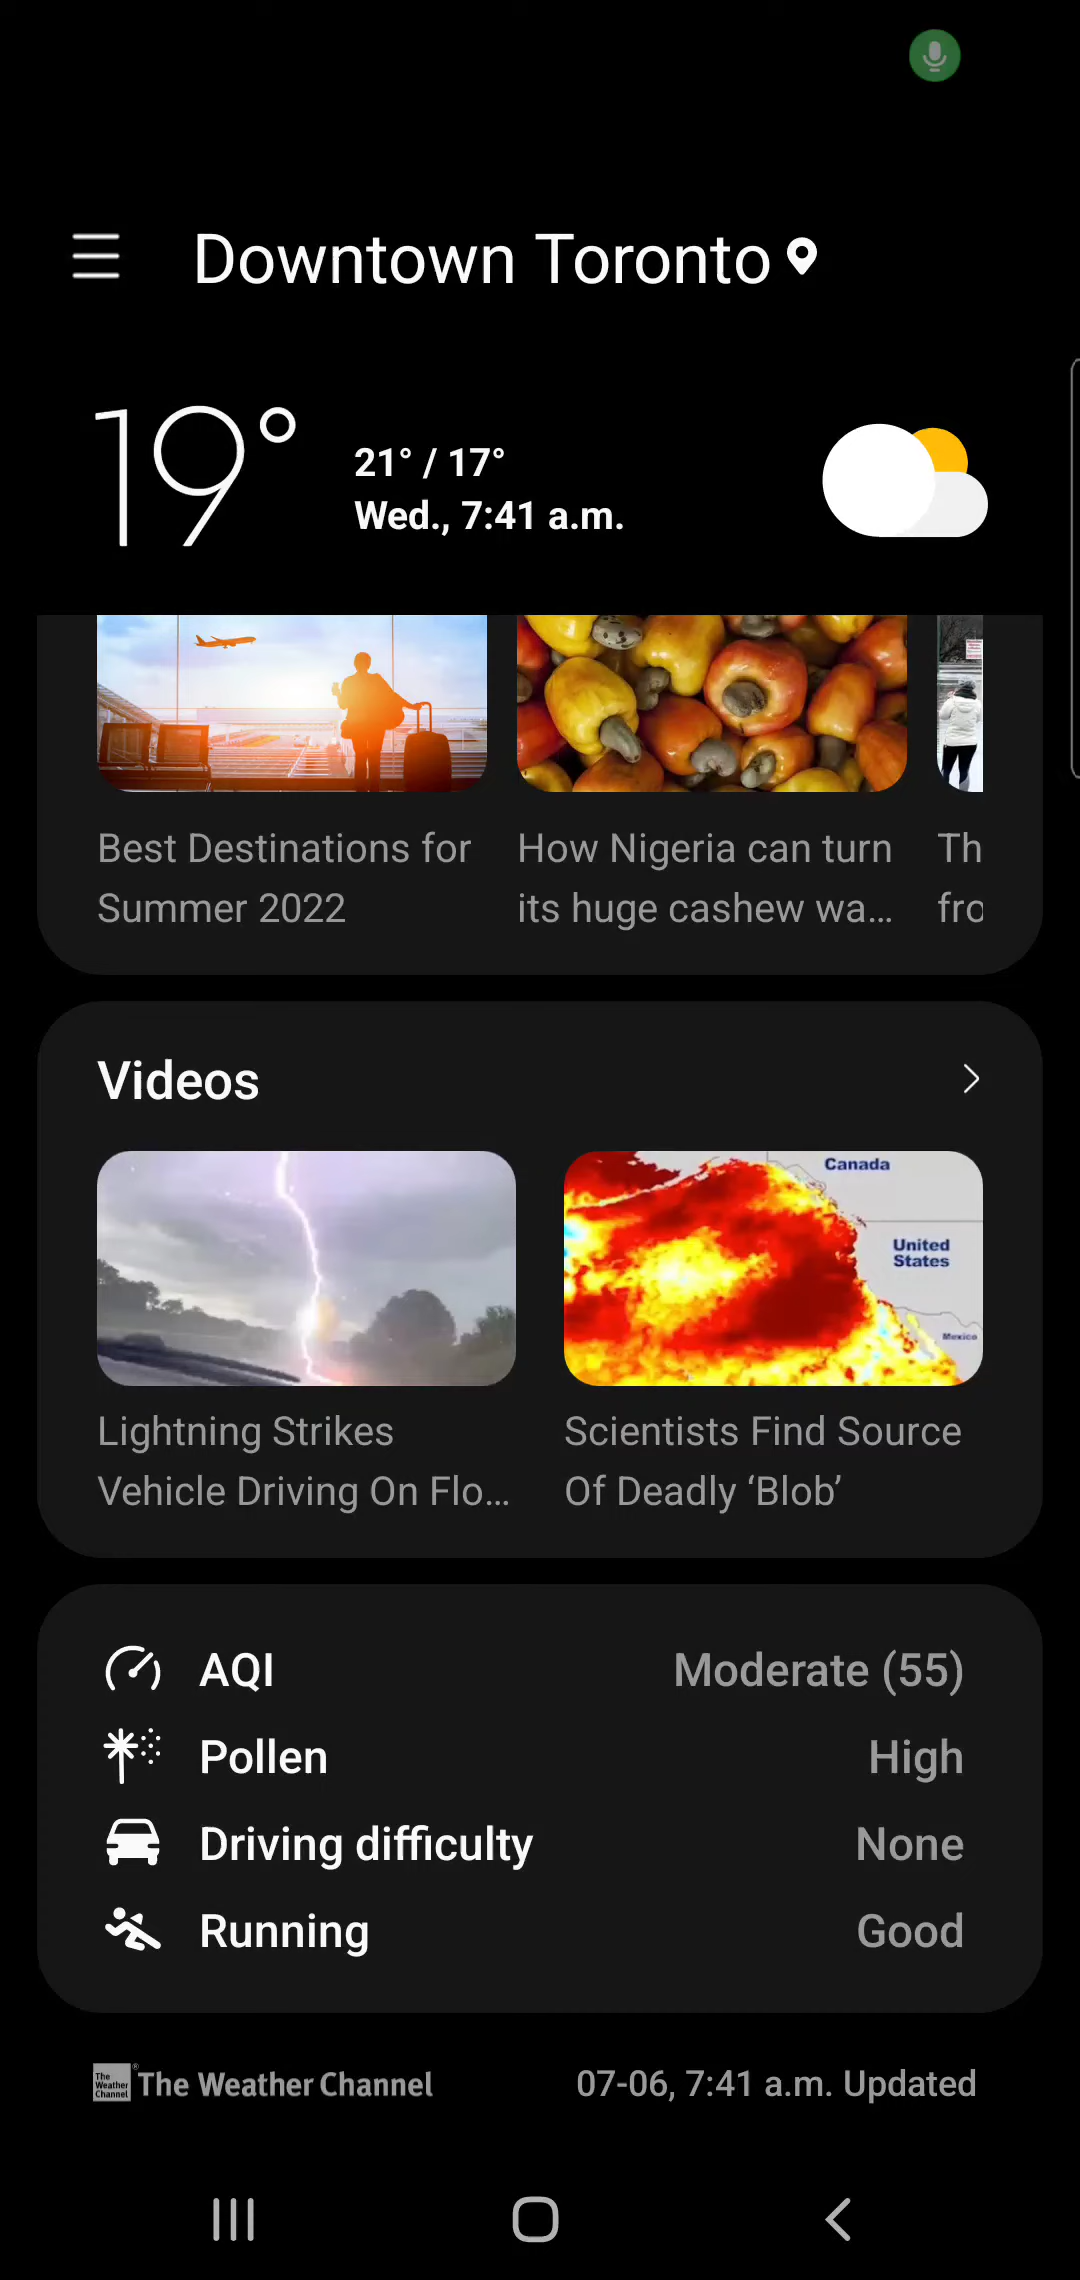 Downtown Toronto
19°
21° / 17°
Wed., 7:41 a.m.
Best Destinations for
Summer 2022
How Nigeria can turn
its huge cashew wa...
Th
fro
Videos
Canada
United
States
Mexico
Lightning Strikes
Vehicle Driving On Flo...
Scientists Find Source
Of Deadly ‘Blob’
AQI Moderate (55)
Pollen High
Driving difficulty None
Running Good
The
Weather
Channel
The Weather Channel
07-06, 7:41 a.m. Updated